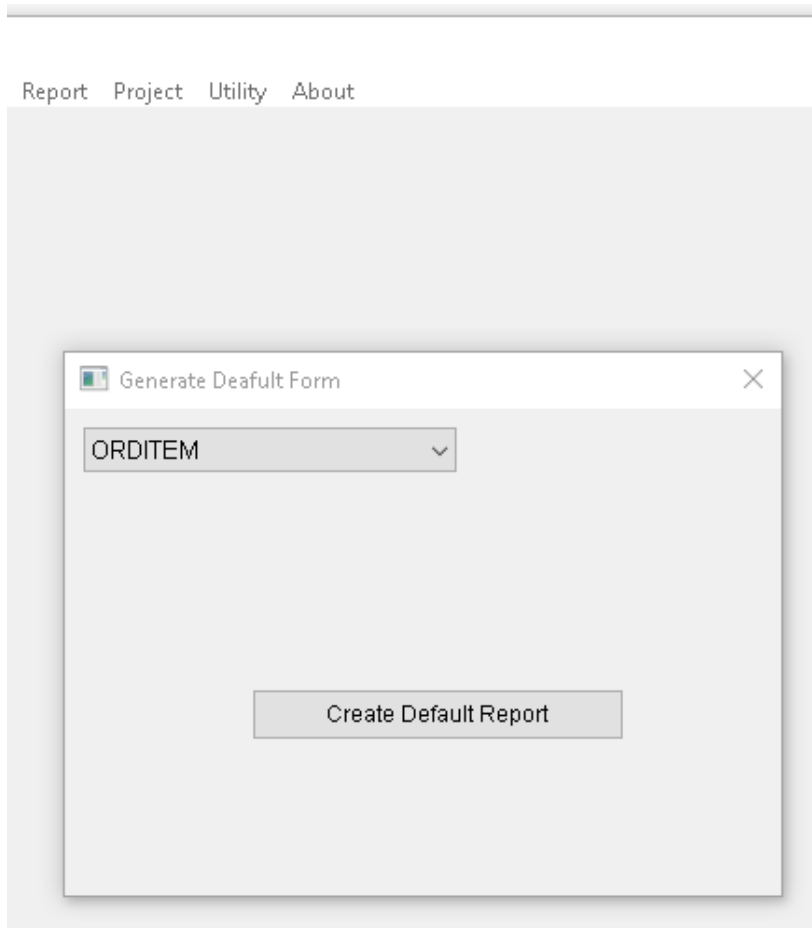 Report Project Utility About
Generate Deafult Form
ORDITEM
Create Default Report